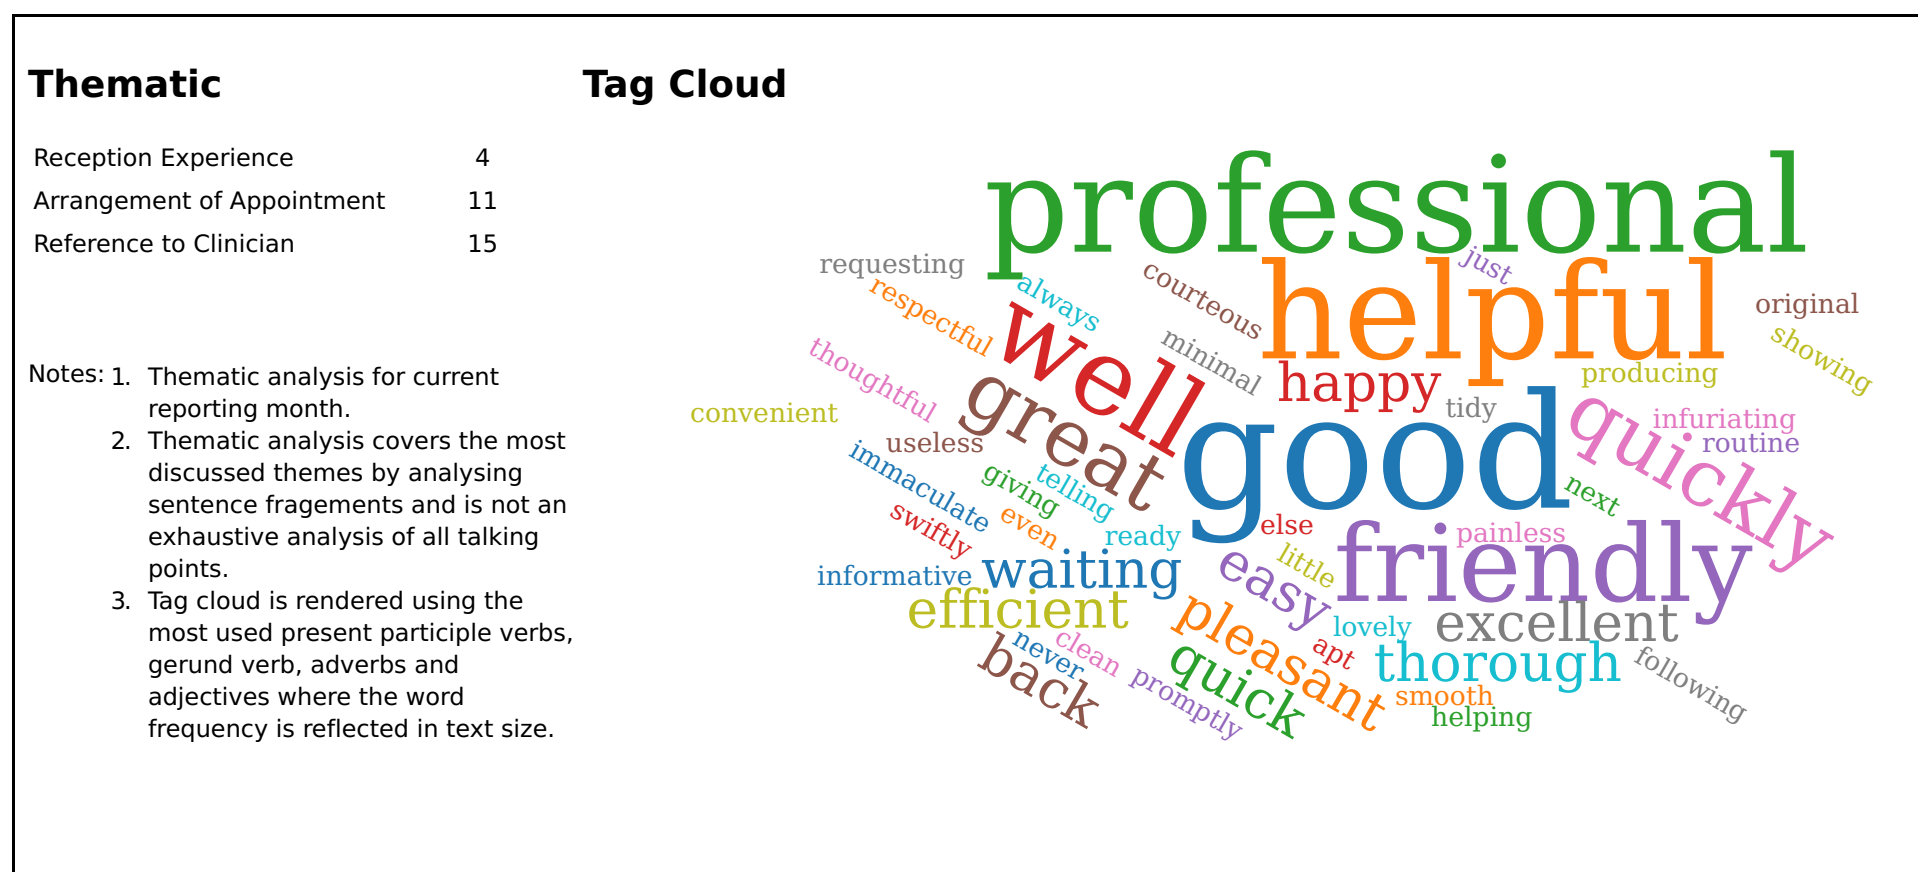 Thematic
Tag Cloud
Reception Experience 4
Arrangement of Appointment 11
Reference to Clinician 15
Notes: 1. Thematic analysis for current
reporting month.
2. Thematic analysis covers the most
discussed themes by analysing
sentence fragements and is not an
exhaustive analysis of all talking
points.
3. Tag cloud is rendered using the
most used present participle verbs,
gerund verb, adverbs and
adjectives where the word
frequency is reflected in text size.
professional
just
requesting
courteous
always
helpful
respectful
original
well
showing
minimal
thoughtful
happy
producing
great
tidy
convenient
good
quickly
infuriating
useless
routine
immaculate
giving
telling
next
swiftly
even
else
ready
painless
friendly
little
easy
waiting
informative
efficient
pleasant
excellent
lovely
never
clean
apt
thorough
back
quick
following
promptly
smooth
helping